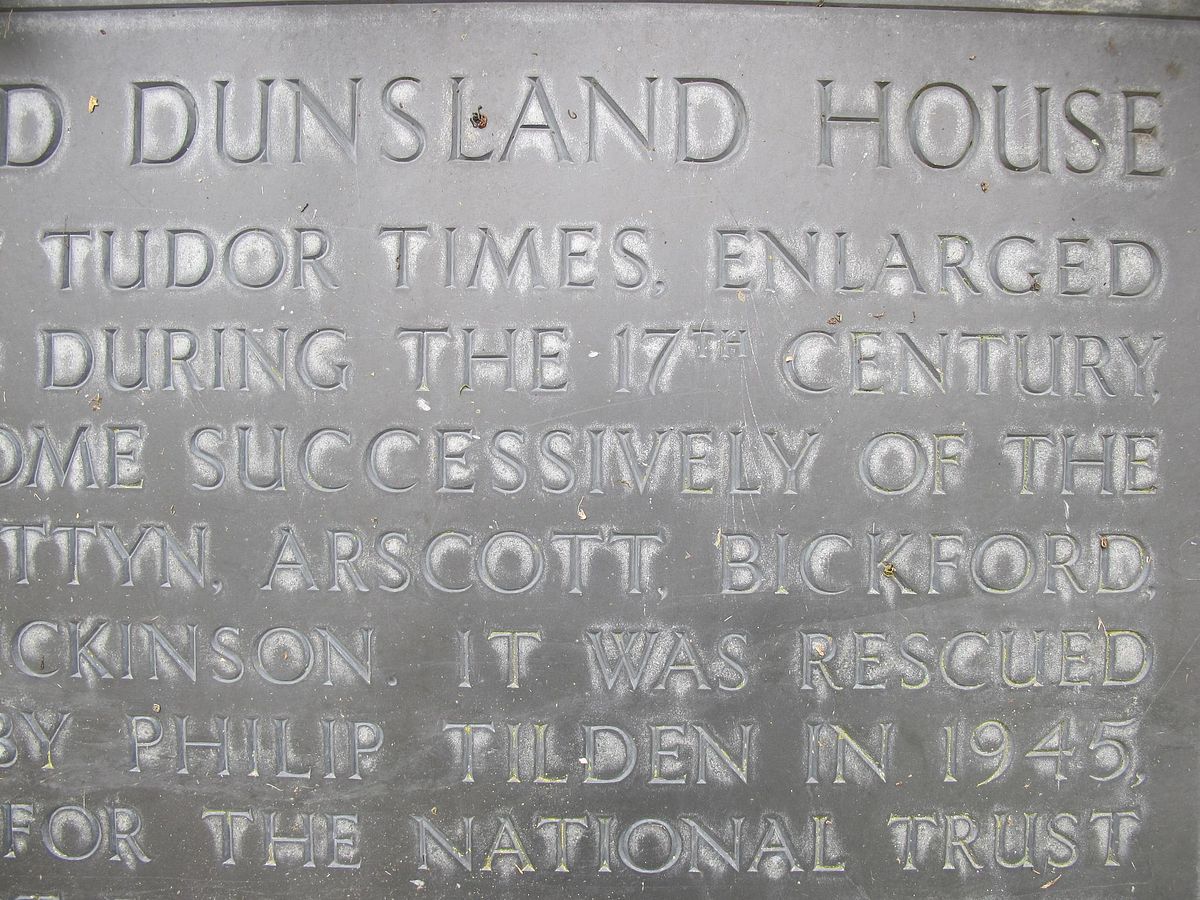 D DUNSLAND HOUSE
TUDOR TIMES, ENLARGED
DURING THE 17TH CENTURY,
OME SUCCESSIVELY OF THE
TTYN, ARSCOTT, BICKFORD,
ICKINSON. IT WAS RESCUED
BY PHILIP TILDEN IN 1945,
FOR THE NATIONAL TRUST